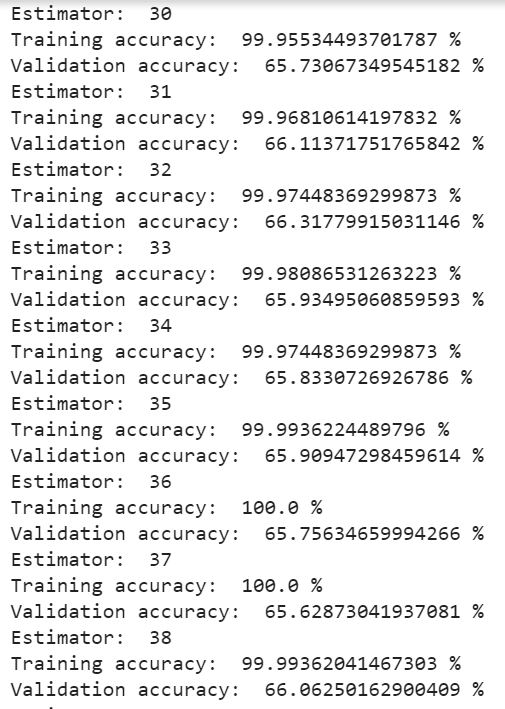 Estimator:  30
Training accuracy:  99.95534493701787 %
Validation accuracy:  65.73067349545182 %
Estimator:  31
Training accuracy:  99.96810614197832 %
Validation accuracy:  66.11371751765842 %
Estimator:  32
Training accuracy:  99.97448369299873 %
Validation accuracy:  66.31779915031146 %
Estimator:  33
Training accuracy:  99.98086531263223 %
Validation accuracy:  65.93495060859593 %
Estimator:  34
Training accuracy:  99.97448369299873 %
Validation accuracy:  65.8330726926786 %
Estimator:  35
Training accuracy:  99.9936224489796 %
Validation accuracy:  65.90947298459614 %
Estimator:  36
Training accuracy:  100.0 %
Validation accuracy:  65.75634659994266 %
Estimator:  37
Training accuracy:  100.0 %
Validation accuracy:  65.62873041937081 %
Estimator:  38
Training accuracy:  99.99362041467303 %
Validation accuracy:  66.06250162900409 %